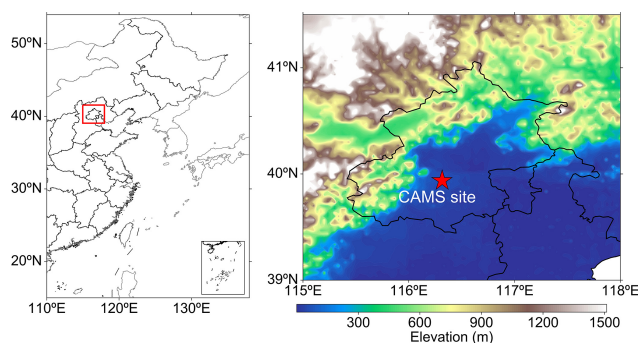 50ºN
40ºN
30ºN
20ºN
110ºE
120ºE
130ºE
41ºN
40ºN
39ºN
CAMS site
115ºE
116ºE
117ºE
118ºE
300
600
900
1200
1500
Elevation (m)